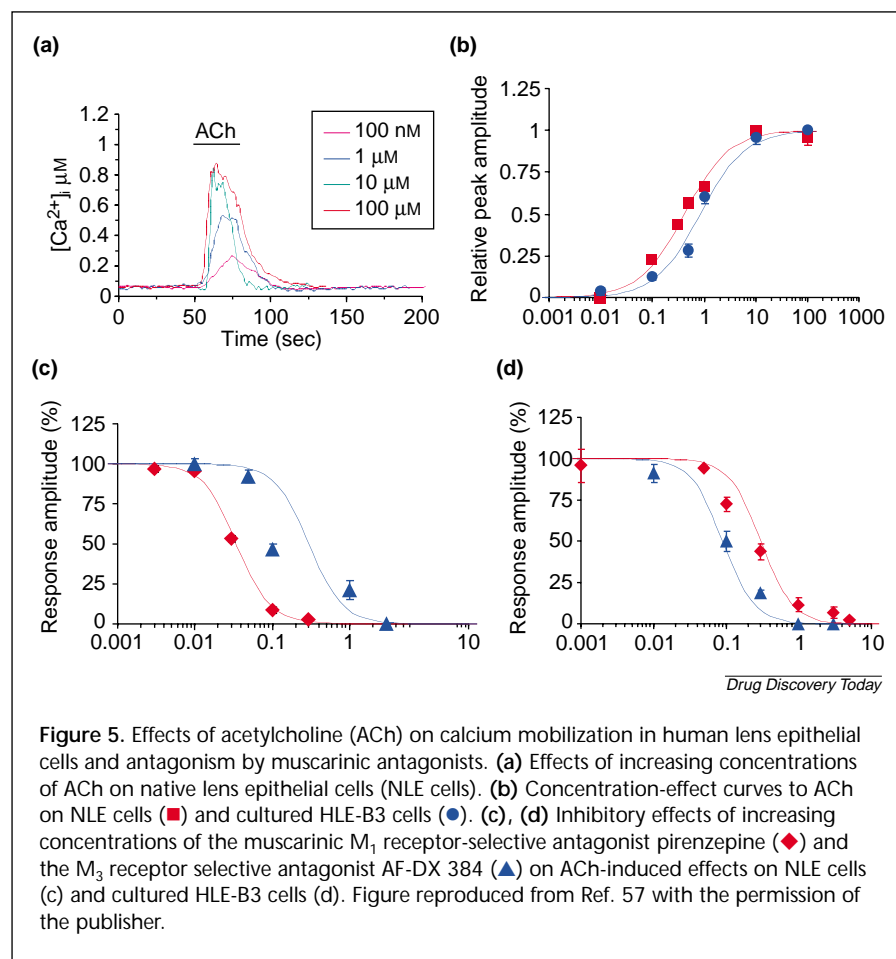 (a)
1.2
1
0.8
0.6
0.4
0.2
0
[Ca²⁺]ᵢ µM
ACh
100 nM
1 µM
10 µM
100 µM
0 50 100 150 200
Time (sec)
(b)
1.25
1
0.75
0.5
0.25
0
Relative peak amplitude
0.001 0.01 0.1 1 10 100 1000
(c)
125
100
75
50
25
0
Response amplitude (%)
0.001 0.01 0.1 1 10
(d)
125
100
75
50
25
0
Response amplitude (%)
0.001 0.01 0.1 1 10
Drug Discovery Today
Figure 5. Effects of acetylcholine (ACh) on calcium mobilization in human lens epithelial
cells and antagonism by muscarinic antagonists. (a) Effects of increasing concentrations
of ACh on native lens epithelial cells (NLE cells). (b) Concentration-effect curves to ACh
on NLE cells (■) and cultured HLE-B3 cells (●). (c), (d) Inhibitory effects of increasing
concentrations of the muscarinic M₁ receptor-selective antagonist pirenzepine (◆) and
the M₃ receptor selective antagonist AF-DX 384 (▲) on ACh-induced effects on NLE cells
(c) and cultured HLE-B3 cells (d). Figure reproduced from Ref. 57 with the permission of
the publisher.